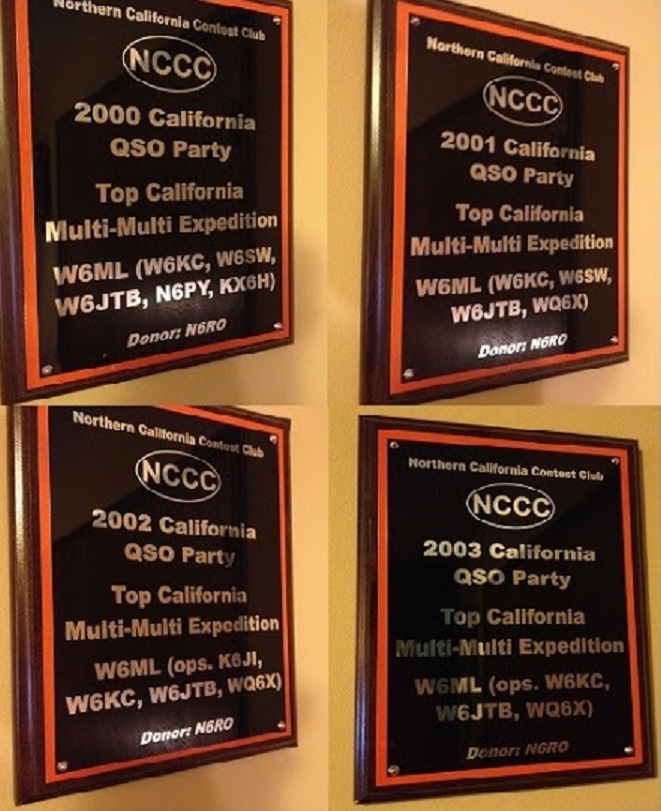 Northern California Contest Club
NCCC
2000 California
QSO Party
Top California
Multi-Multi Expedition
W6ML (W6KC, W6SW,
W6JTB, N6PY, KX6H)
Donor: N6RO
Northern California Contest Club
NCCC
2001 California
QSO Party
Top California
Multi-Multi Expedition
W6ML (W6KC, W6SW,
W6JTB, WQ6X)
Donor: N6RO
Northern California Contest Club
NCCC
2002 California
QSO Party
Top California
Multi-Multi Expedition
W6ML (ops. K6JI,
W6KC, W6JTB, WQ6X)
Donor: N6RO
Northern California Contest Club
NCCC
2003 California
QSO Party
Top California
Multi-Multi Expedition
W6ML (ops. W6KC,
W6JTB, WQ6X)
Donor: N6RO